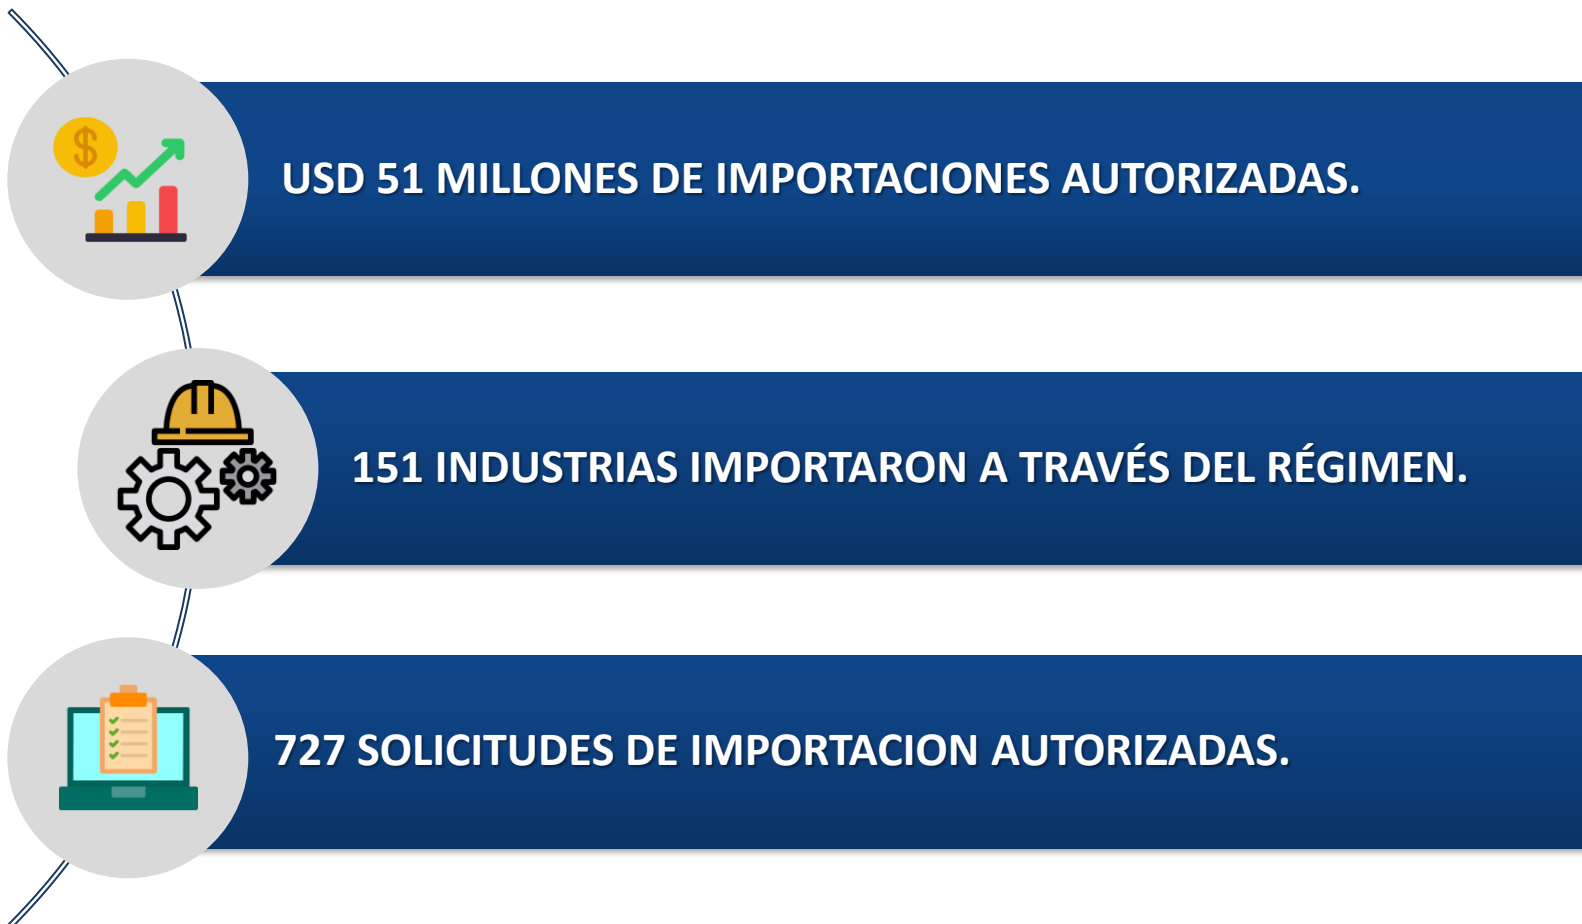 USD 51 MILLONES DE IMPORTACIONES AUTORIZADAS.
151 INDUSTRIAS IMPORTARON A TRAVÉS DEL RÉGIMEN.
727 SOLICITUDES DE IMPORTACION AUTORIZADAS.